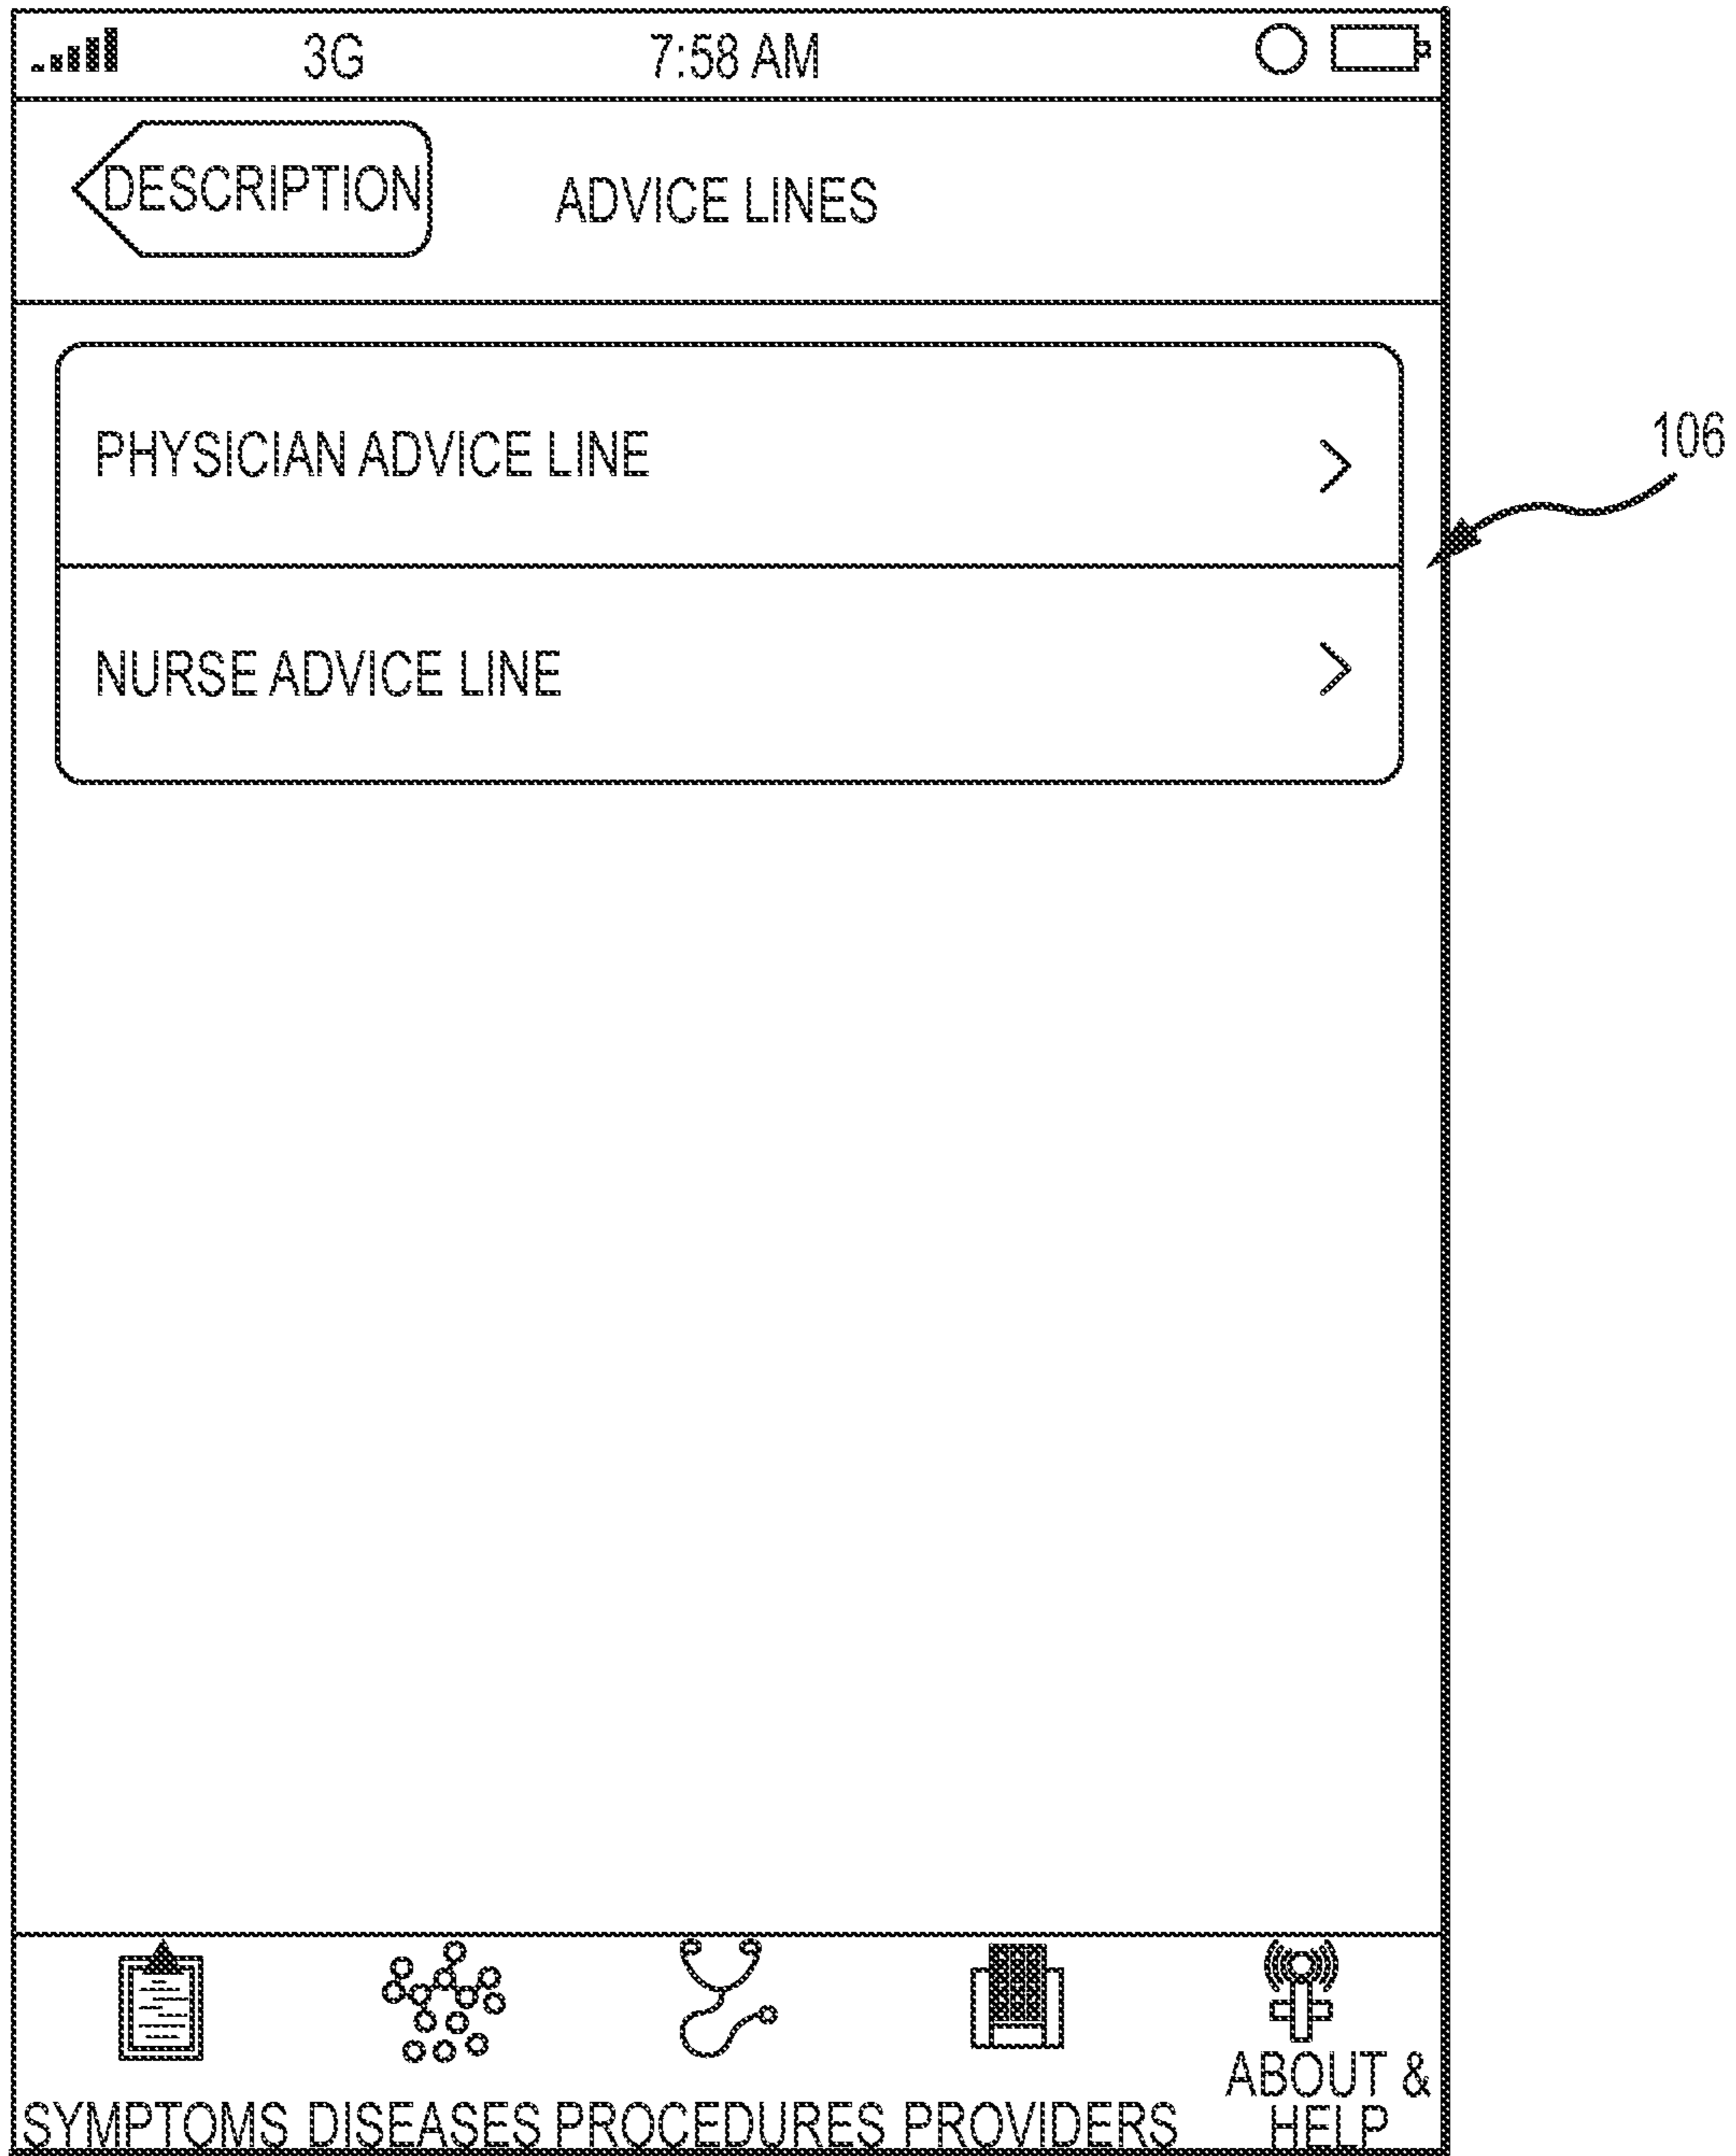 3G 7:58 AM
DESCRIPTION ADVICE LINES
PHYSICIAN ADVICE LINE
106
NURSE ADVICE LINE
SYMPTOMS DISEASES PROCEDURES PROVIDERS ABOUT &
HELP